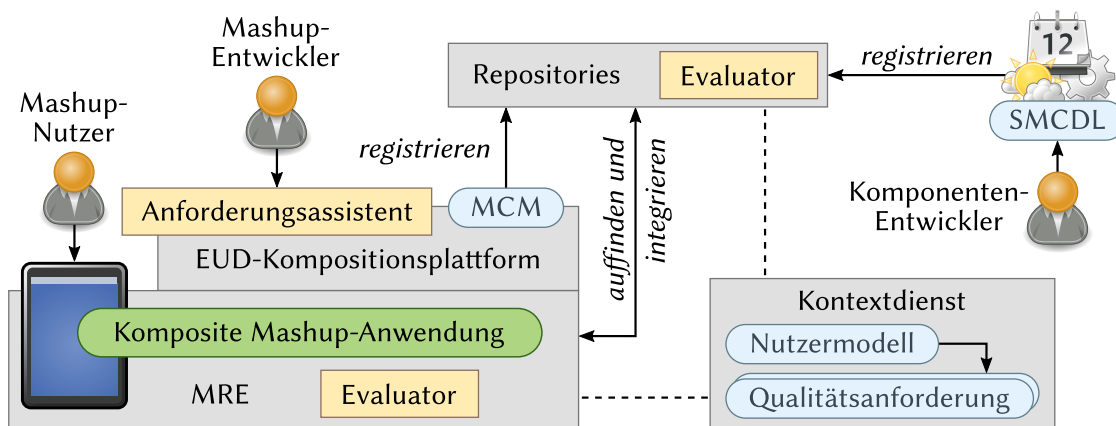 Mashup-
Entwickler
Mashup-
Nutzer
Repositories
Evaluator
registrieren
12
SMCDL
Komponenten-
Entwickler
registrieren
auffinden und
integrieren
Anforderungsassistent
MCM
EUD-Kompositionsplattform
Komposite Mashup-Anwendung
MRE
Evaluator
Kontextdienst
Nutzermodell
Qualitätsanforderung